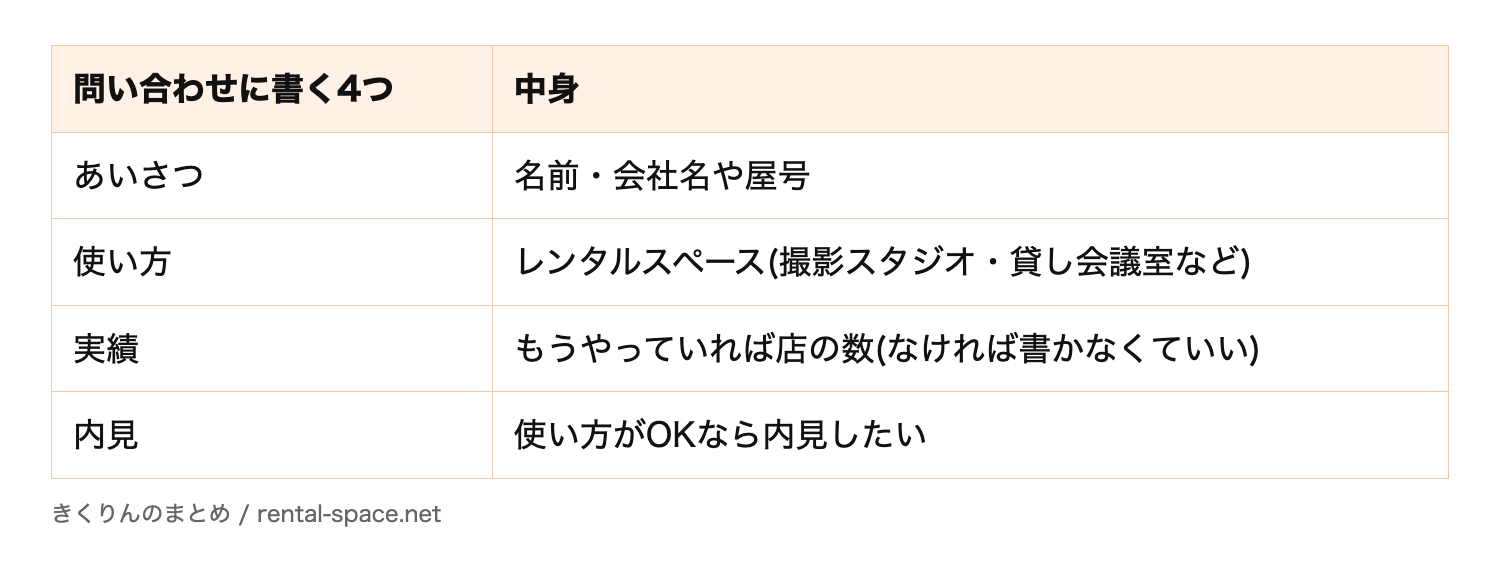 問い合わせに書く4つ 中身
あいさつ 名前・会社名や屋号
使い方 レンタルスペース(撮影スタジオ・貸し会議室など)
実績 もうやっていれば店の数(なければ書かなくていい)
内見 使い方がOKなら内見したい
きくりんのまとめ / rental-space.net